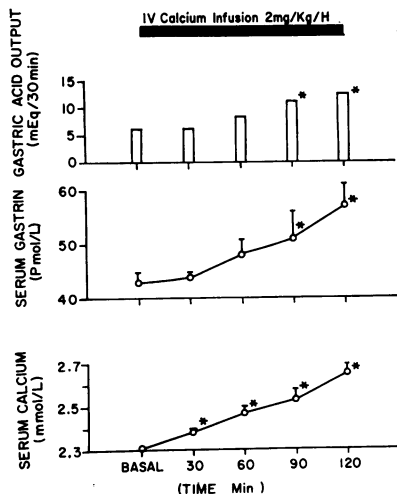 IV Calcium Infusion 2mg/Kg/H
GASTRIC ACID OUTPUT
(mEq/30min)
15
10
5
0
*
*
SERUM GASTRIN
(Pmol/L)
60
50
40
*
*
SERUM CALCIUM
(mmol/L)
2.7
2.5
2.3
*
*
*
*
BASAL 30 60 90 120
(TIME Min)